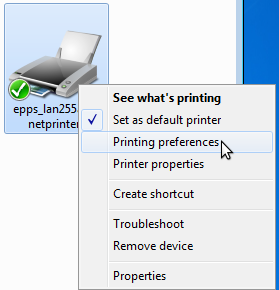 epps_lan255
netprinter
See what's printing
Set as default printer
Printing preferences
Printer properties
Create shortcut
Troubleshoot
Remove device
Properties